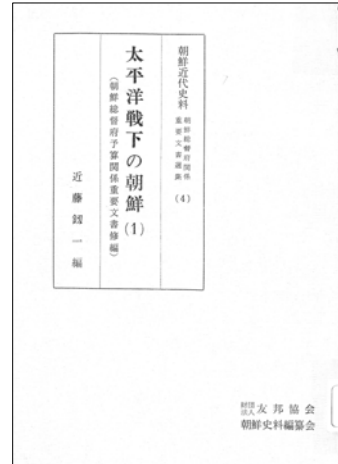 朝鮮近代史料
朝鮮総督府関係
重要文書選集
(4)
太平洋戦下の朝鮮(1)
(朝鮮総督府予算関係重要文書修編)
近藤釼一編
財団法人 友邦協会
朝鮮史料編纂会